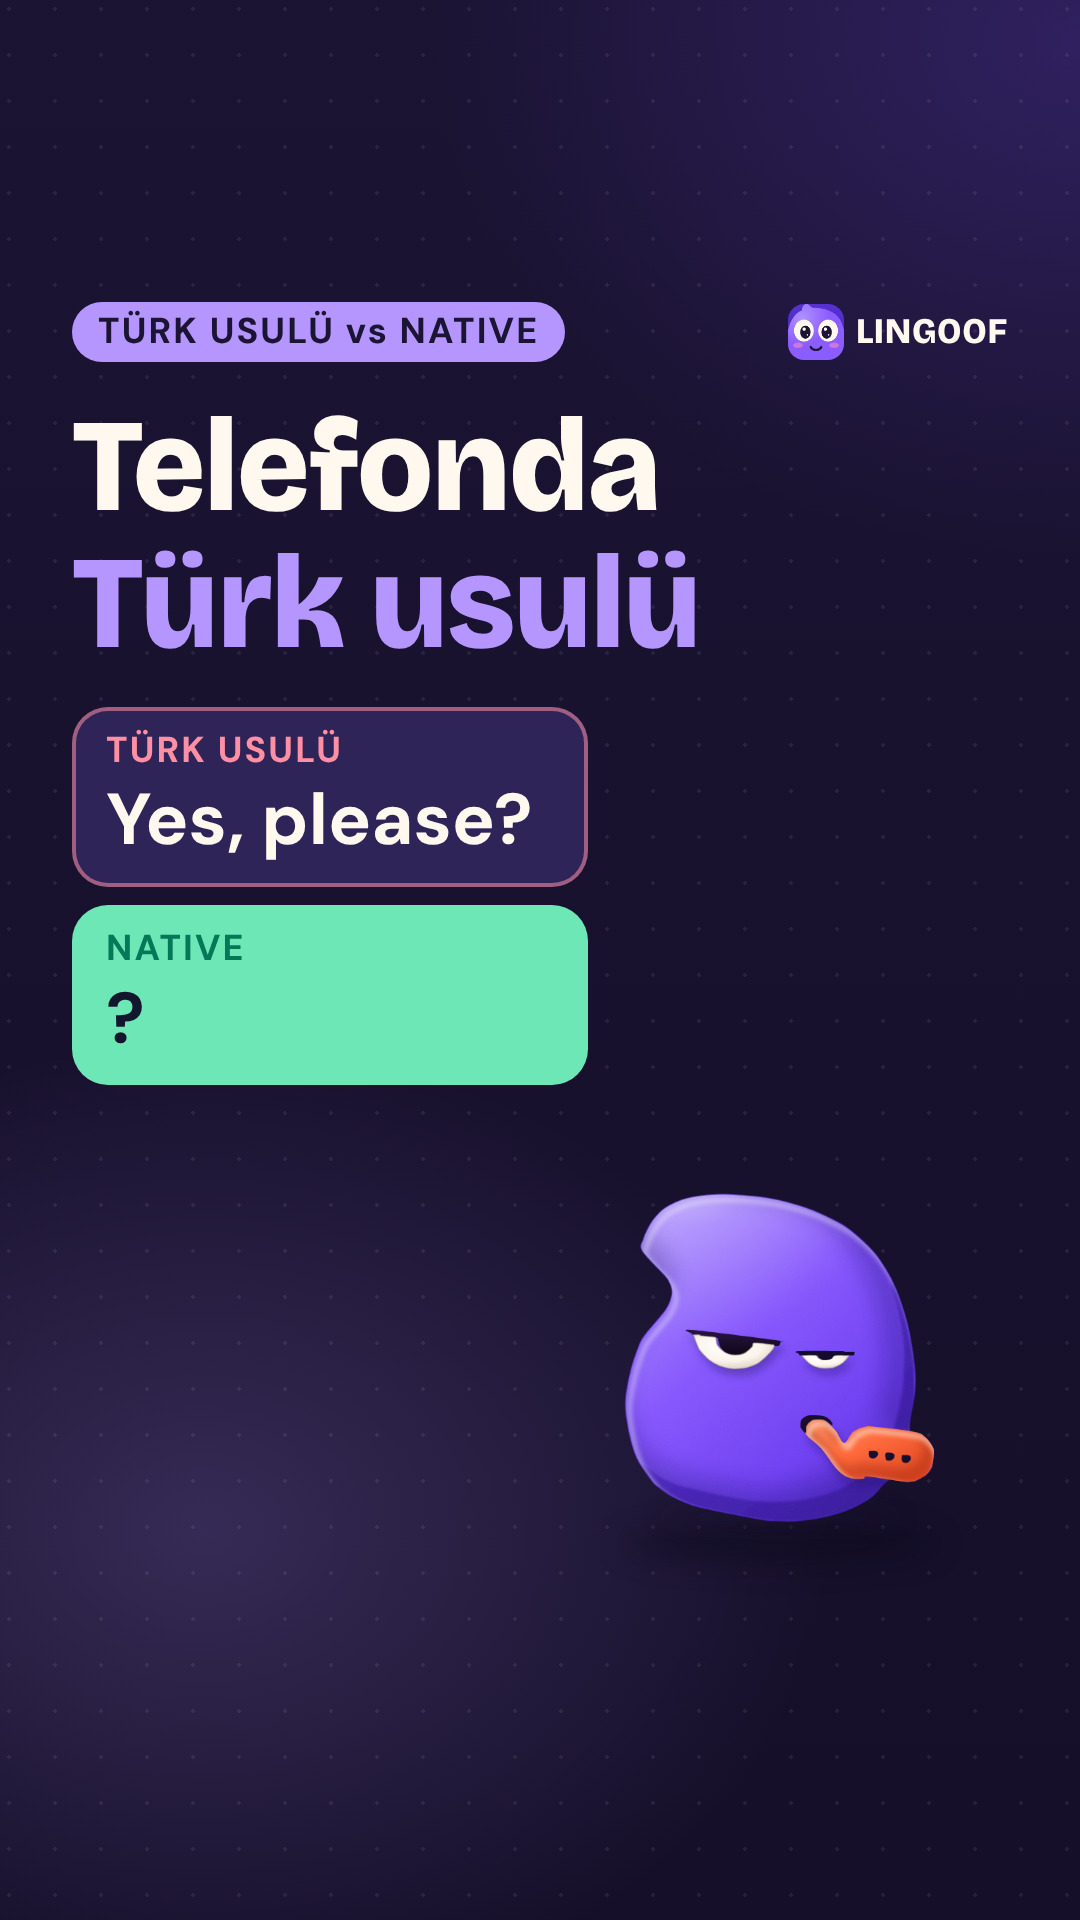 TÜRK USULÜ vs NATIVE
LINGOOF
Telefonda
Türk usulü
TÜRK USULÜ
Yes, please?
NATIVE
?